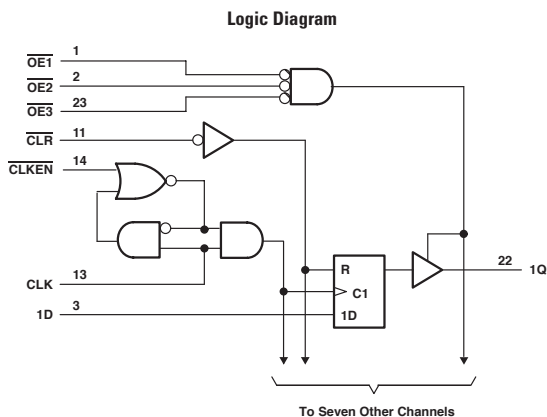 Logic Diagram
OE1 1
OE2 2
OE3 23
CLR 11
CLKEN 14
CLK 13
1D 3
R
C1
1D
22 1Q
To Seven Other Channels